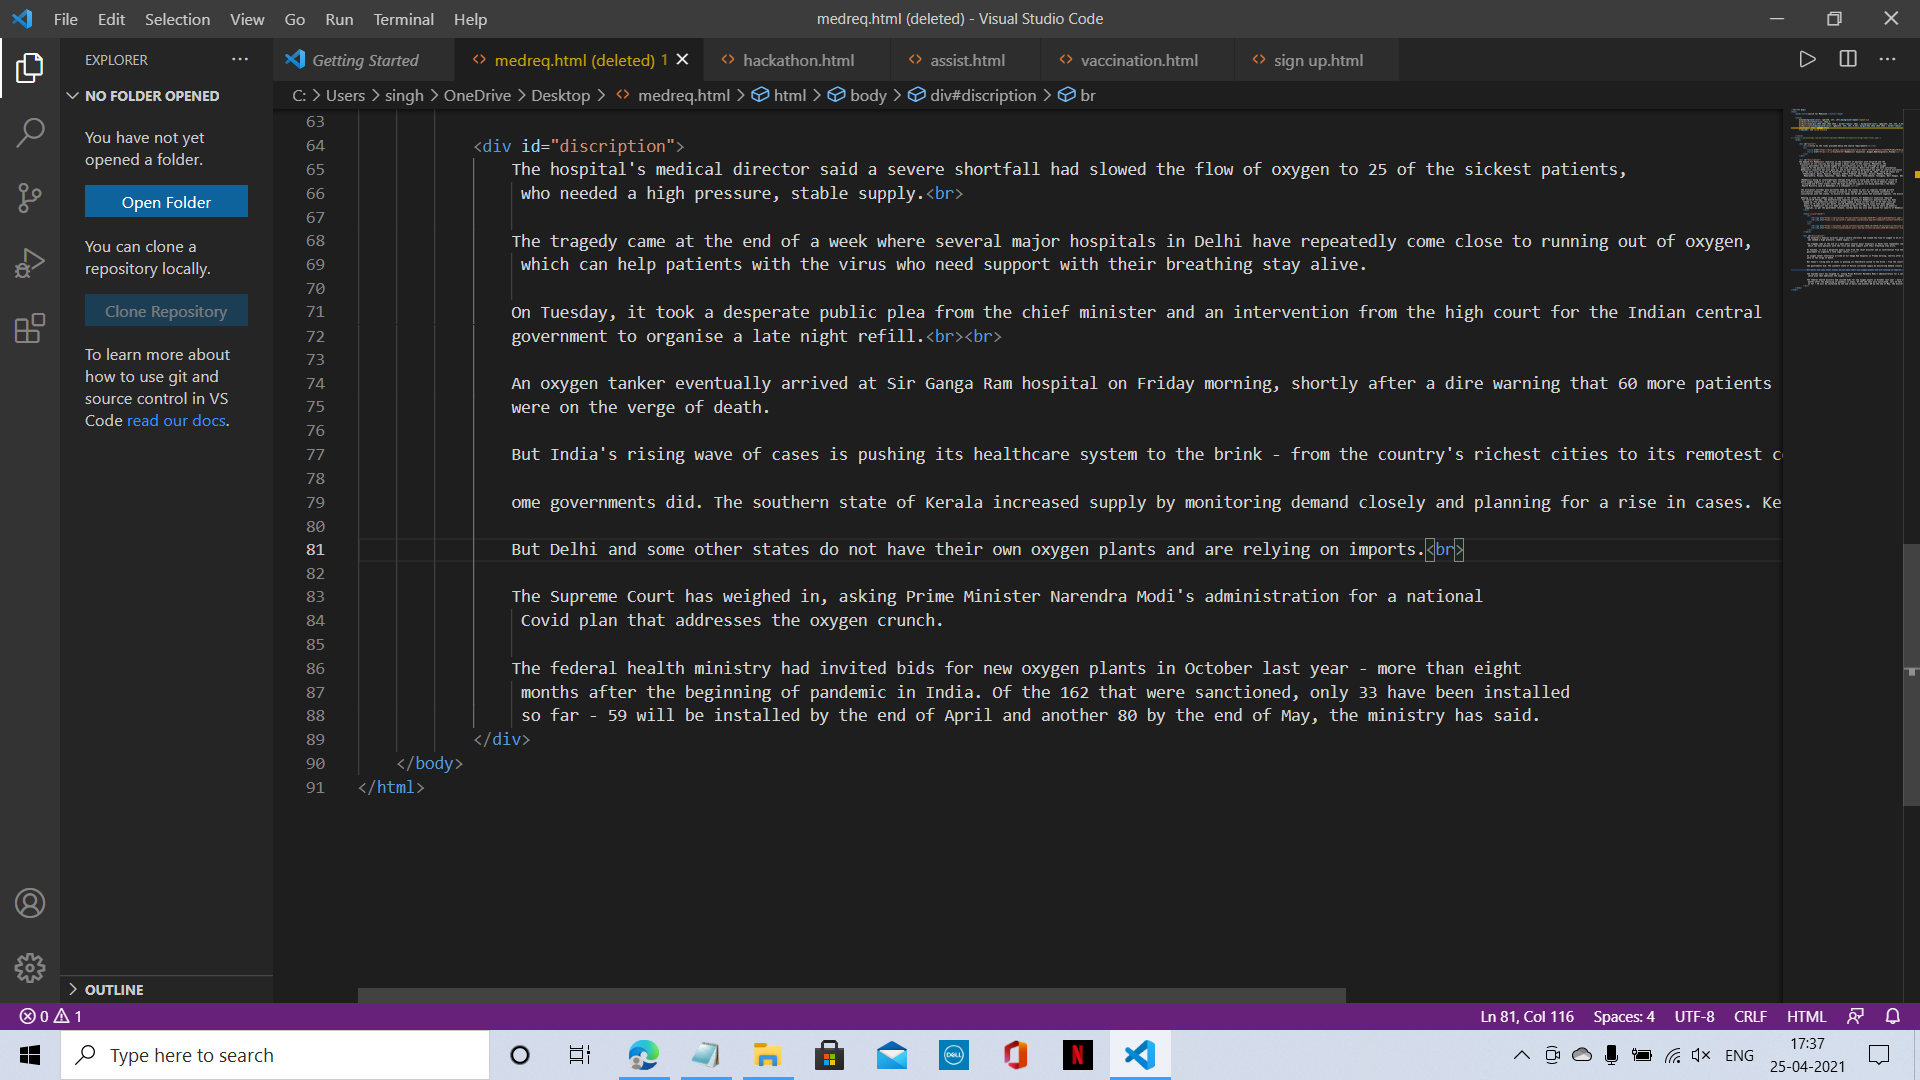 File Edit Selection View Go Run Terminal Help
medreq.html (deleted) - Visual Studio Code
EXPLORER
NO FOLDER OPENED
You have not yet
opened a folder.
Open Folder
You can clone a
repository locally.
Clone Repository
To learn more about
how to use git and
source control in VS
Code read our docs.
OUTLINE
Getting Started
medreq.html (deleted) 1
hackathon.html
assist.html
vaccination.html
sign up.html
C: > Users > singh > OneDrive > Desktop > medreq.html > html > body > div#discription > br
63
64 <div id="discription">
65 The hospital's medical director said a severe shortfall had slowed the flow of oxygen to 25 of the sickest patients,
66 who needed a high pressure, stable supply.<br>
67
68 The tragedy came at the end of a week where several major hospitals in Delhi have repeatedly come close to running out of oxygen,
69 which can help patients with the virus who need support with their breathing stay alive.
70
71 On Tuesday, it took a desperate public plea from the chief minister and an intervention from the high court for the Indian central
72 government to organise a late night refill.<br><br>
73
74 An oxygen tanker eventually arrived at Sir Ganga Ram hospital on Friday morning, shortly after a dire warning that 60 more patients
75 were on the verge of death.
76
77 But India's rising wave of cases is pushing its healthcare system to the brink - from the country's richest cities to its remotest c
78
79 ome governments did. The southern state of Kerala increased supply by monitoring demand closely and planning for a rise in cases. Ke
80
81 But Delhi and some other states do not have their own oxygen plants and are relying on imports.<br>
82
83 The Supreme Court has weighed in, asking Prime Minister Narendra Modi's administration for a national
84 Covid plan that addresses the oxygen crunch.
85
86 The federal health ministry had invited bids for new oxygen plants in October last year - more than eight
87 months after the beginning of pandemic in India. Of the 162 that were sanctioned, only 33 have been installed
88 so far - 59 will be installed by the end of April and another 80 by the end of May, the ministry has said.
89 </div>
90 </body>
91 </html>
0 1
Ln 81, Col 116 Spaces: 4 UTF-8 CRLF HTML
Type here to search
DELL
N
ENG
17:37
25-04-2021